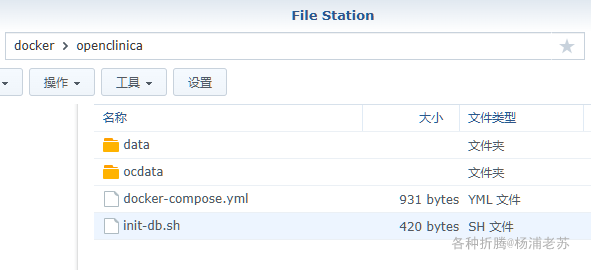 File Station
docker > openclinica
操作 工具 设置
名称 大小 文件类型
data 文件夹
ocdata 文件夹
docker-compose.yml 931 bytes YML 文件
init-db.sh 420 bytes SH 文件
各种折腾@杨浦老苏